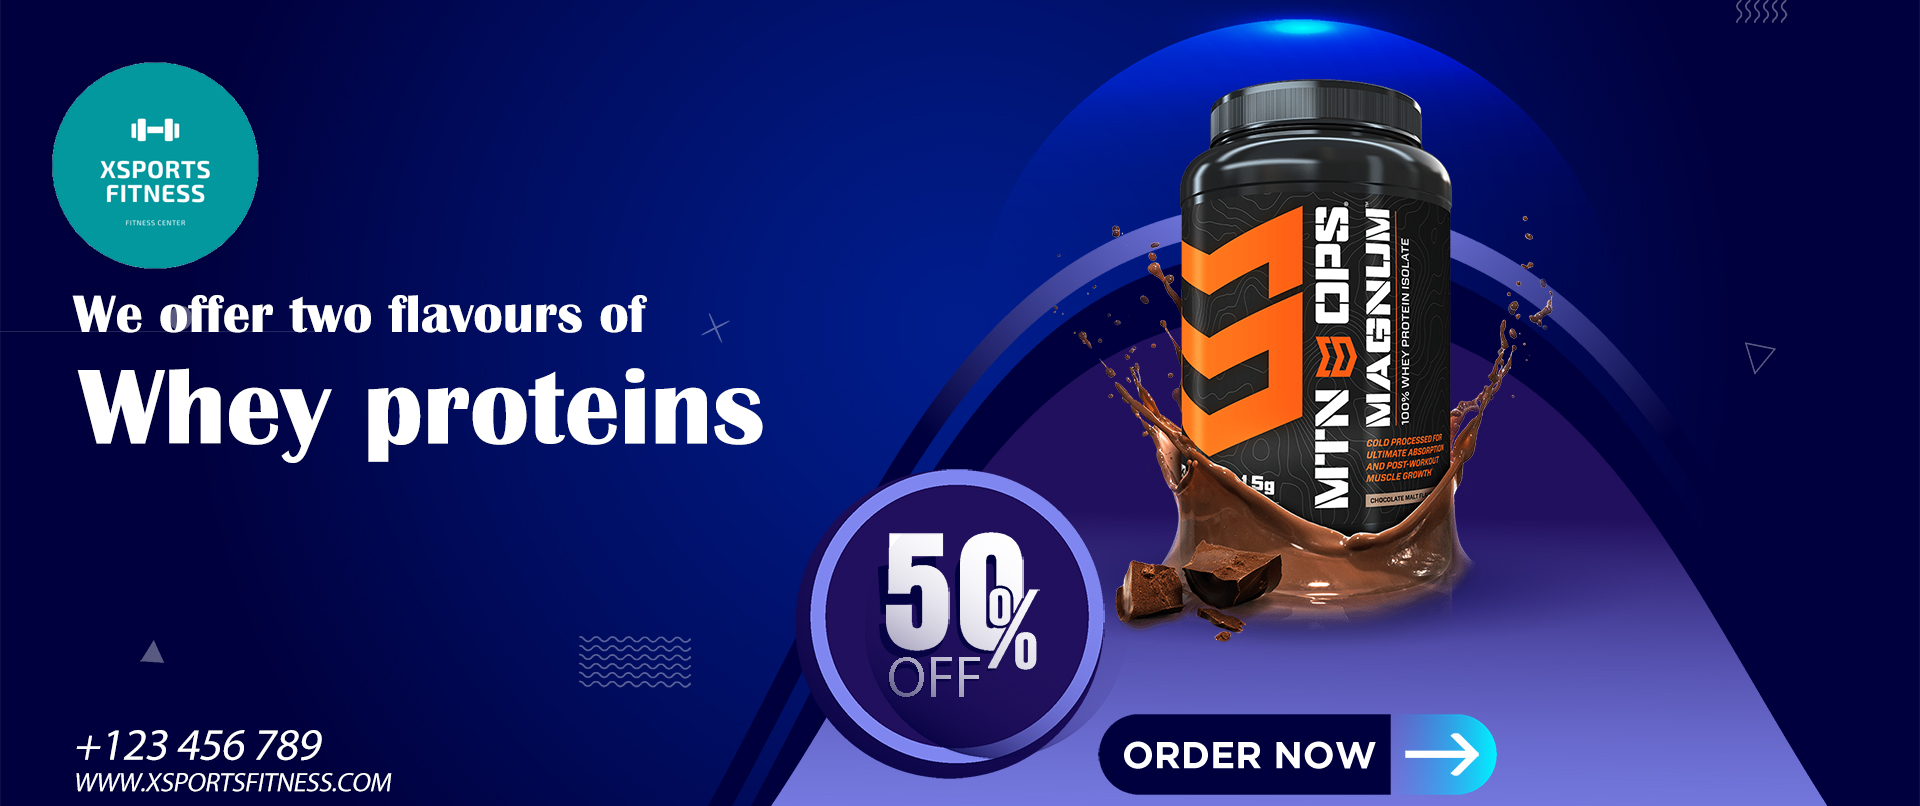 XSPORTS
FITNESS
FITNESS CENTER
We offer two flavours of
Whey proteins
50%
OFF
MTN OPS
MAGNUM
100% WHEY PROTEIN ISOLATE
COLD PROCESSED FOR
ULTIMATE ABSORPTION
AND POST-WORKOUT
MUSCLE GROWTH
CHOCOLATE MALT
ORDER NOW
+123 456 789
WWW.XSPORTSFITNESS.COM